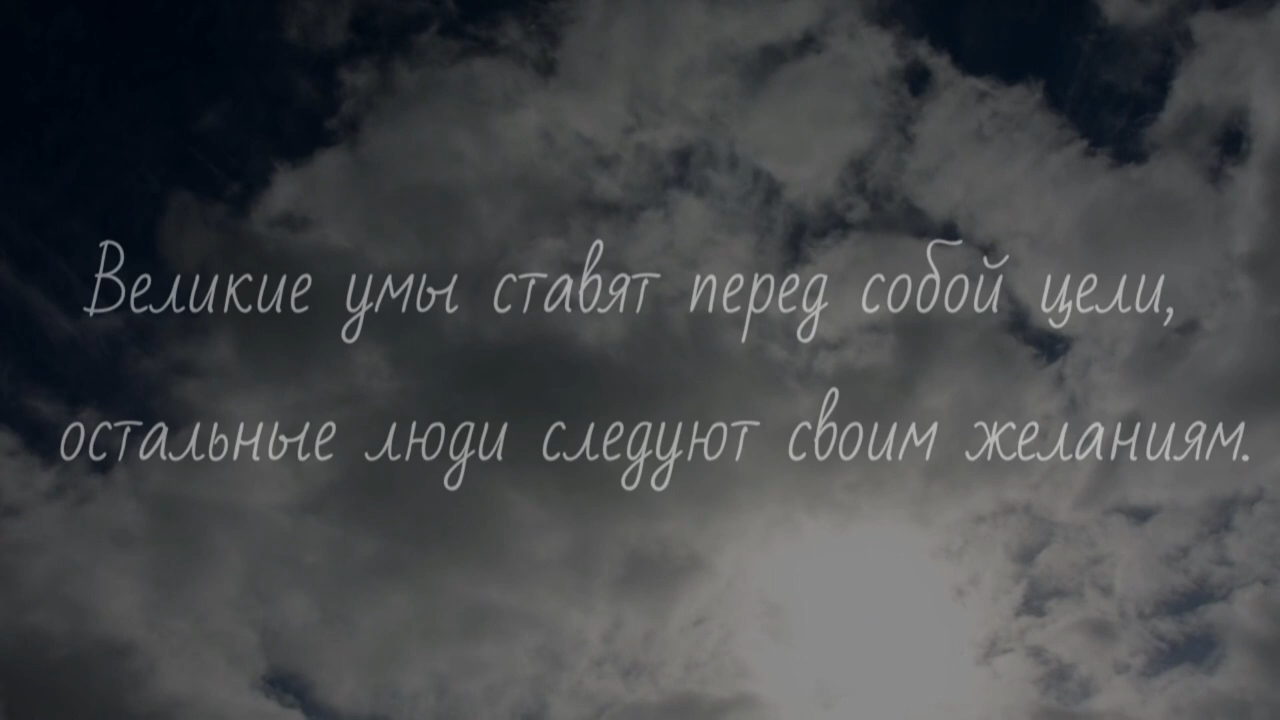 Великие умы ставят перед собой цели,
остальные люди следуют своим желаниям.